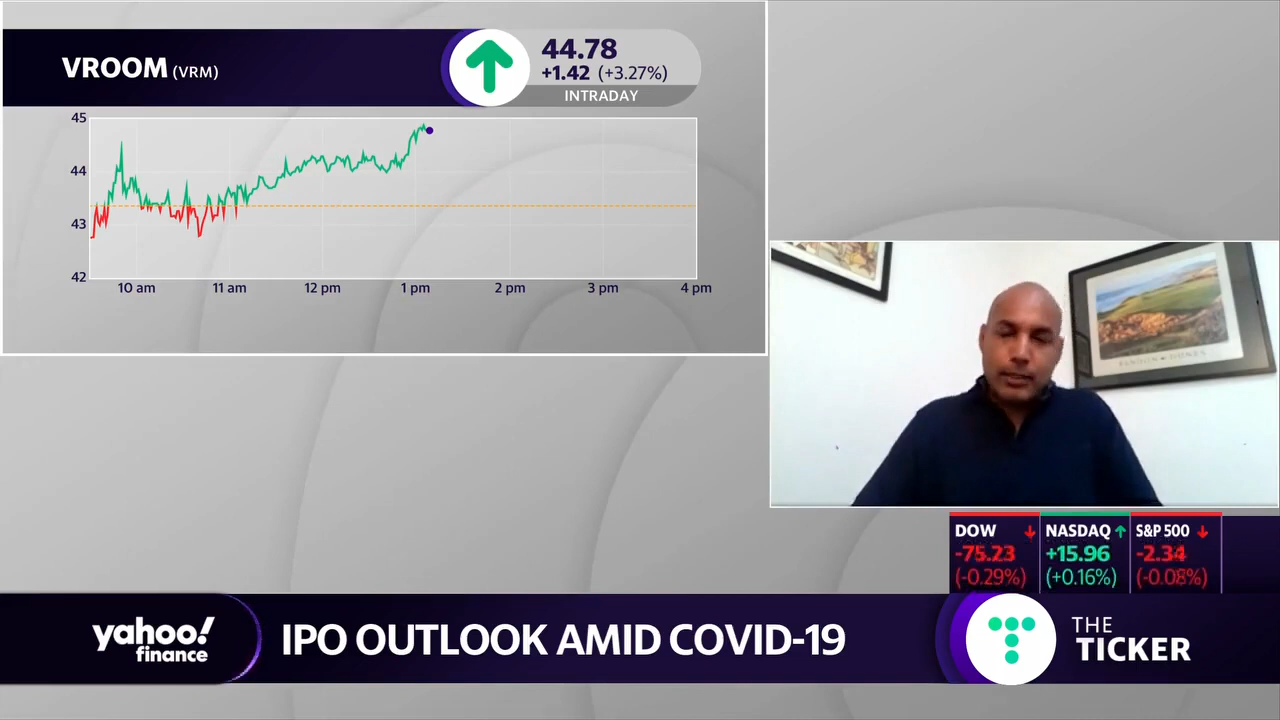 VROOM (VRM)
44.78
+1.42 (+3.27%)
INTRADAY
45
44
43
42
10 am 11 am 12 pm 1 pm 2 pm 3 pm 4 pm
DOW
-75.23
(-0.29%)
NASDAQ
+15.96
(+0.16%)
S&P 500
-2.34
(-0.08%)
yahoo!
finance
IPO OUTLOOK AMID COVID-19
THE
TICKER